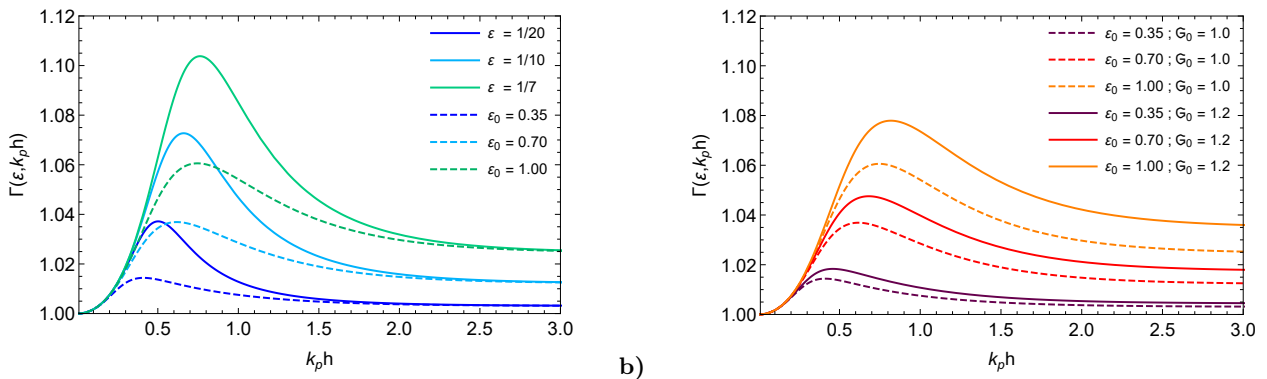 1.12
1.10
1.08
1.06
1.04
1.02
1.00
Γ(ε,kₚh)
ε = 1/20
ε = 1/10
ε = 1/7
ε₀ = 0.35
ε₀ = 0.70
ε₀ = 1.00
0.5 1.0 1.5 2.0 2.5 3.0
kₚh
b)
1.12
1.10
1.08
1.06
1.04
1.02
1.00
Γ(ε,kₚh)
ε₀ = 0.35 ; G₀ = 1.0
ε₀ = 0.70 ; G₀ = 1.0
ε₀ = 1.00 ; G₀ = 1.0
ε₀ = 0.35 ; G₀ = 1.2
ε₀ = 0.70 ; G₀ = 1.2
ε₀ = 1.00 ; G₀ = 1.2
0.5 1.0 1.5 2.0 2.5 3.0
kₚh